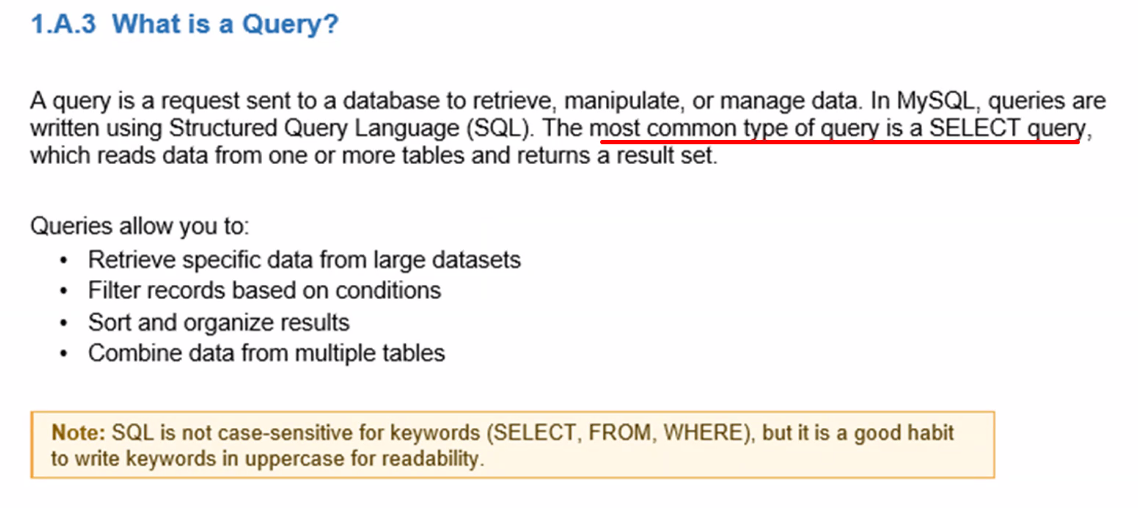 1.A.3 What is a Query?
A query is a request sent to a database to retrieve, manipulate, or manage data. In MySQL, queries are
written using Structured Query Language (SQL). The most common type of query is a SELECT query,
which reads data from one or more tables and returns a result set.
Queries allow you to:
• Retrieve specific data from large datasets
• Filter records based on conditions
• Sort and organize results
• Combine data from multiple tables
Note: SQL is not case-sensitive for keywords (SELECT, FROM, WHERE), but it is a good habit
to write keywords in uppercase for readability.